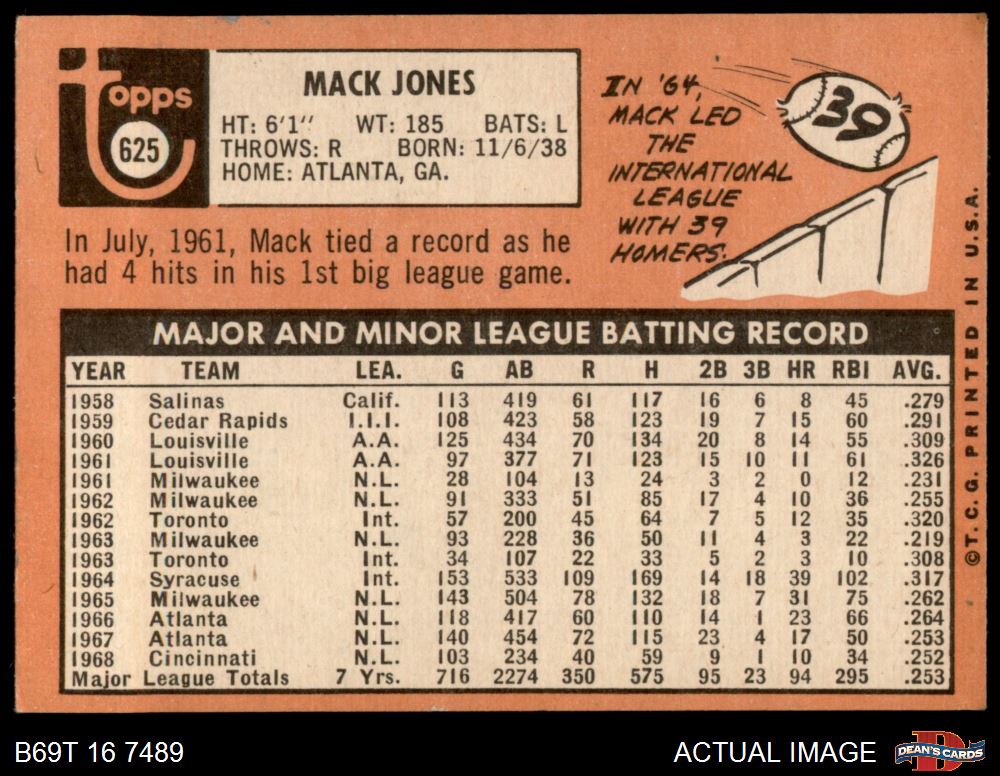 topps
625
MACK JONES
HT: 6'1" WT: 185 BATS: L
THROWS: R BORN: 11/6/38
HOME: ATLANTA, GA.
In July, 1961, Mack tied a record as he
had 4 hits in his 1st big league game.
IN '64,
MACK LED
THE
INTERNATIONAL
LEAGUE
WITH 39
HOMERS.
39
MAJOR AND MINOR LEAGUE BATTING RECORD
YEAR TEAM LEA. G AB R H 2B 3B HR RBI AVG.
1958 Salinas Calif. 113 419 61 117 16 6 8 45 .279
1959 Cedar Rapids I.I.I. 108 423 58 123 19 7 15 60 .291
1960 Louisville A.A. 125 434 70 134 20 8 14 55 .309
1961 Louisville A.A. 97 377 71 123 15 10 11 61 .326
1961 Milwaukee N.L. 28 104 13 24 3 2 0 12 .231
1962 Milwaukee N.L. 91 333 51 85 17 4 10 36 .255
1962 Toronto Int. 57 200 45 64 7 5 12 35 .320
1963 Milwaukee N.L. 93 228 36 50 11 4 3 22 .219
1963 Toronto Int. 34 107 22 33 5 2 3 10 .308
1964 Syracuse Int. 153 533 109 169 14 18 39 102 .317
1965 Milwaukee N.L. 143 504 78 132 18 7 31 75 .262
1966 Atlanta N.L. 118 417 60 110 14 1 23 66 .264
1967 Atlanta N.L. 140 454 72 115 23 4 17 50 .253
1968 Cincinnati N.L. 103 234 40 59 9 1 10 34 .252
Major League Totals 7 Yrs. 716 2274 350 575 95 23 94 295 .253
©T.C.G. PRINTED IN U.S.A.
B69T 16 7489
ACTUAL IMAGE
DEAN'S CARDS